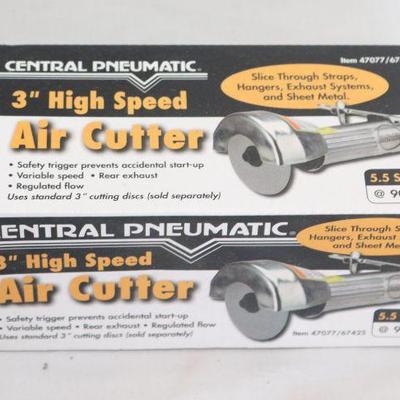 CENTRAL PNEUMATIC
Item 47077/67
3" High Speed
Air Cutter
Slice Through Straps,
Hangers, Exhaust Systems,
and Sheet Metal.
• Safety trigger prevents accidental start-up
• Variable speed • Rear exhaust
• Regulated flow
Uses standard 3" cutting discs (sold separately)
5.5 S
@ 90
CENTRAL PNEUMATIC
3" High Speed
Air Cutter
Slice Through S
Hangers, Exhaust
and Sheet Me
• Safety trigger prevents accidental start-up
• Variable speed • Rear exhaust • Regulated flow
Uses standard 3" cutting discs (sold separately)
Item 47077/67425
5.5
@ 9